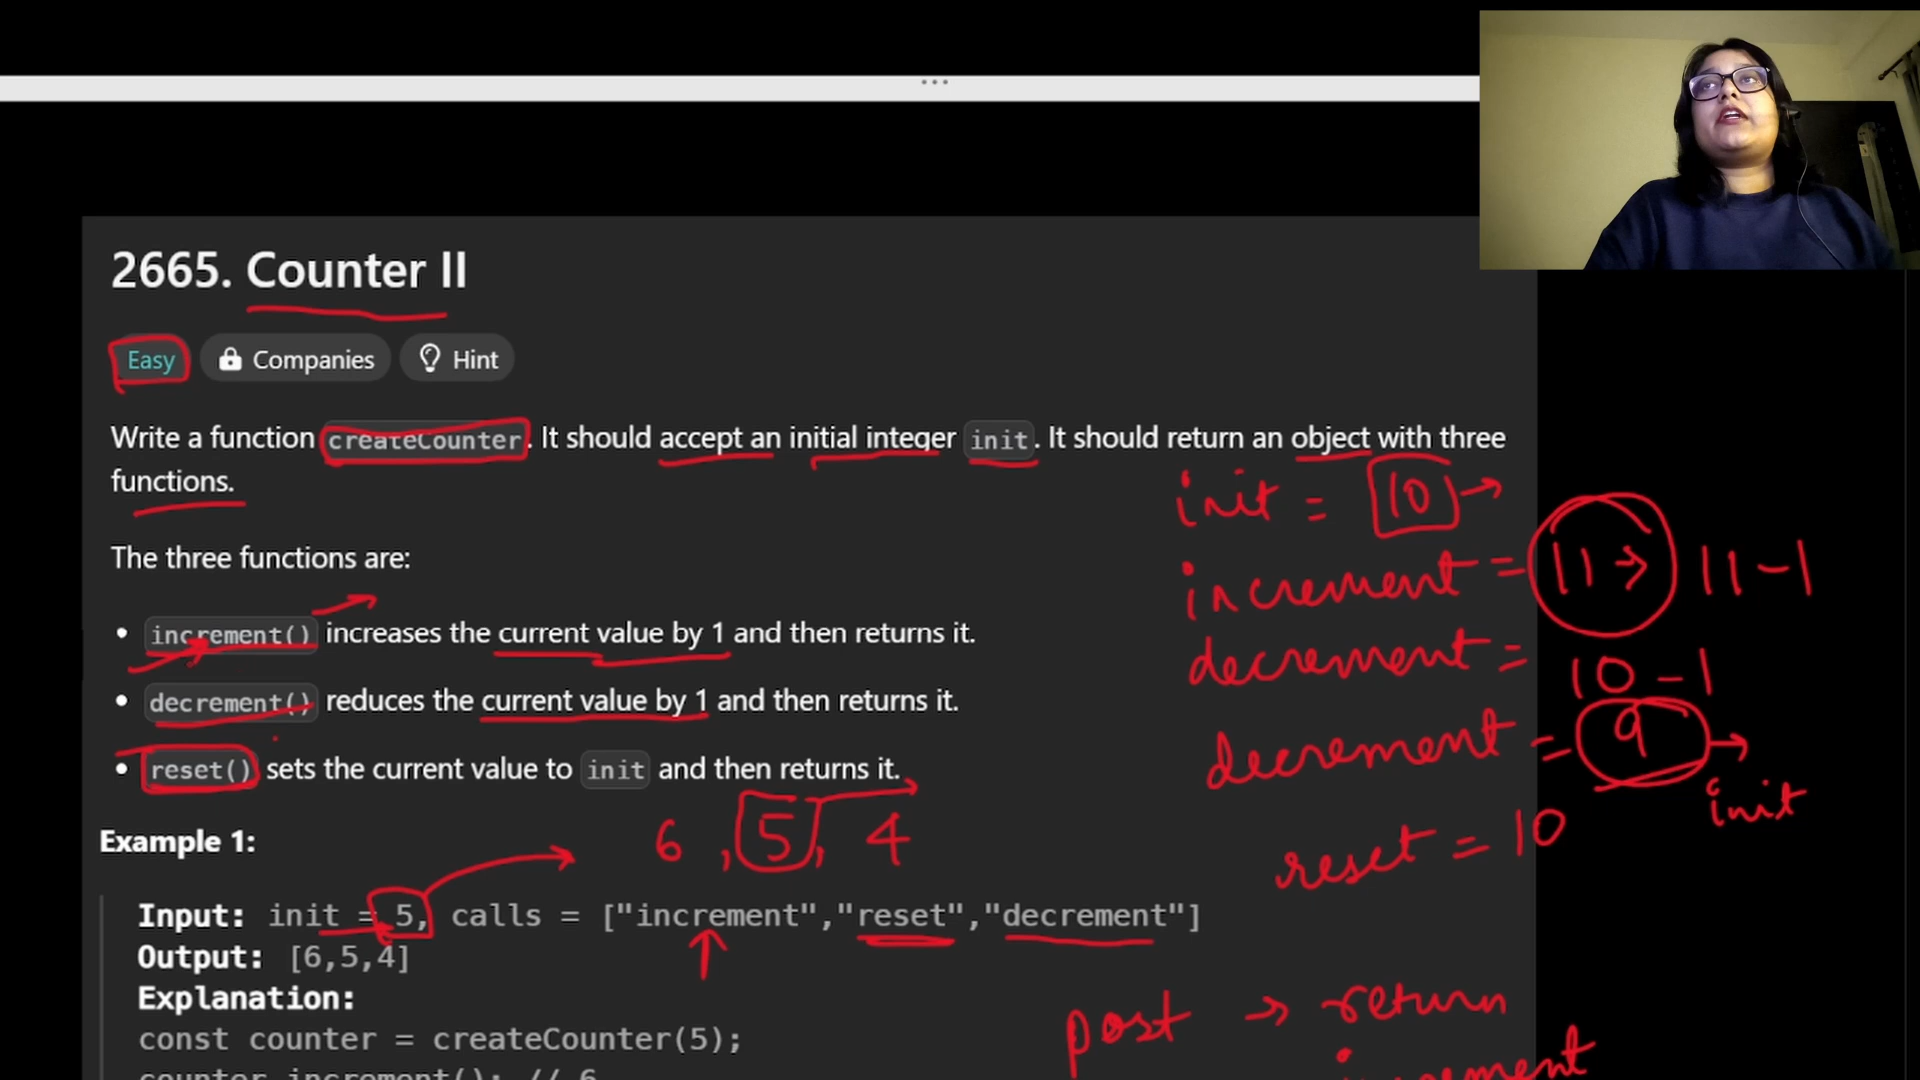 2665. Counter II
Easy Companies Hint
Write a function createCounter. It should accept an initial integer init. It should return an object with three
functions.
init = 10 →
The three functions are:
increment = 11 → 11 - 1
• increment() increases the current value by 1 and then returns it.
decrement = 10 - 1
• decrement() reduces the current value by 1 and then returns it.
decrement = 9 →
init
• reset() sets the current value to init and then returns it.
reset = 10
6 , 5, 4
Example 1:
Input: init = 5, calls = ["increment","reset","decrement"]
Output: [6,5,4]
Explanation:
post → return
const counter = createCounter(5);
increment
counter.increment(); // 6